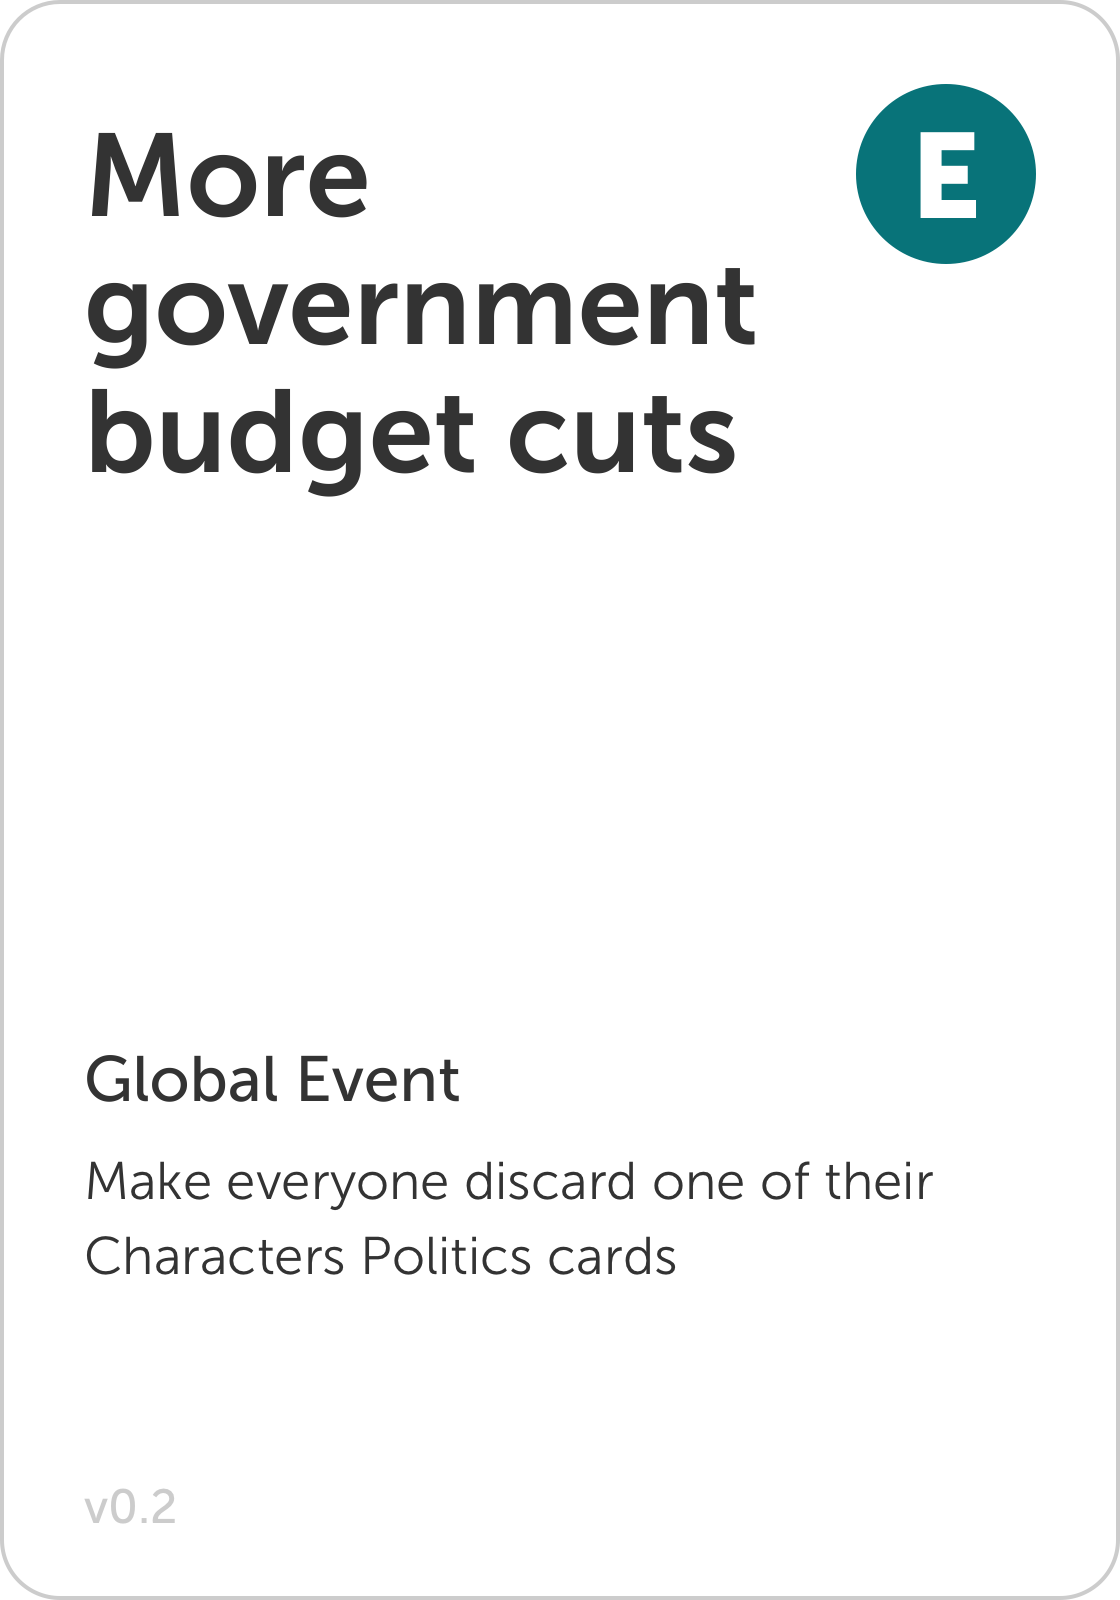 More
E
government
budget cuts
Global Event
Make everyone discard one of their
Characters Politics cards
v0.2